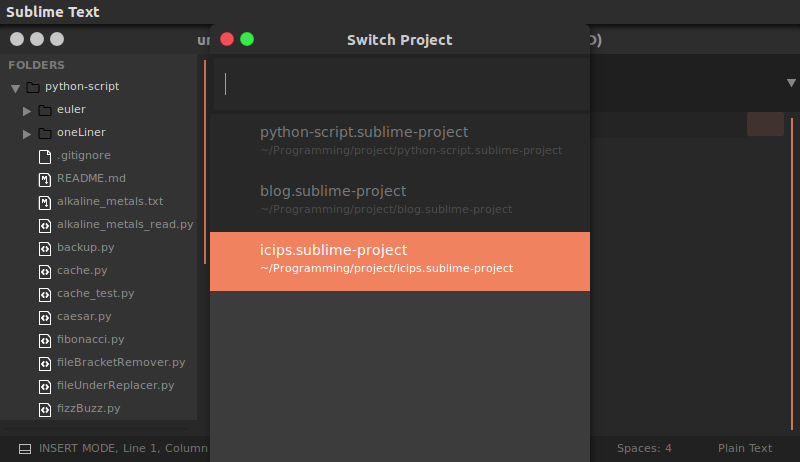 Sublime Text
Switch Project
FOLDERS
python-script
euler
oneLiner
.gitignore
README.md
alkaline_metals.txt
alkaline_metals_read.py
backup.py
cache.py
cache_test.py
caesar.py
fibonacci.py
fileBracketRemover.py
fileUnderReplacer.py
fizzBuzz.py
python-script.sublime-project
~/Programming/project/python-script.sublime-project
blog.sublime-project
~/Programming/project/blog.sublime-project
icips.sublime-project
~/Programming/project/icips.sublime-project
INSERT MODE, Line 1, Column
Spaces: 4
Plain Text